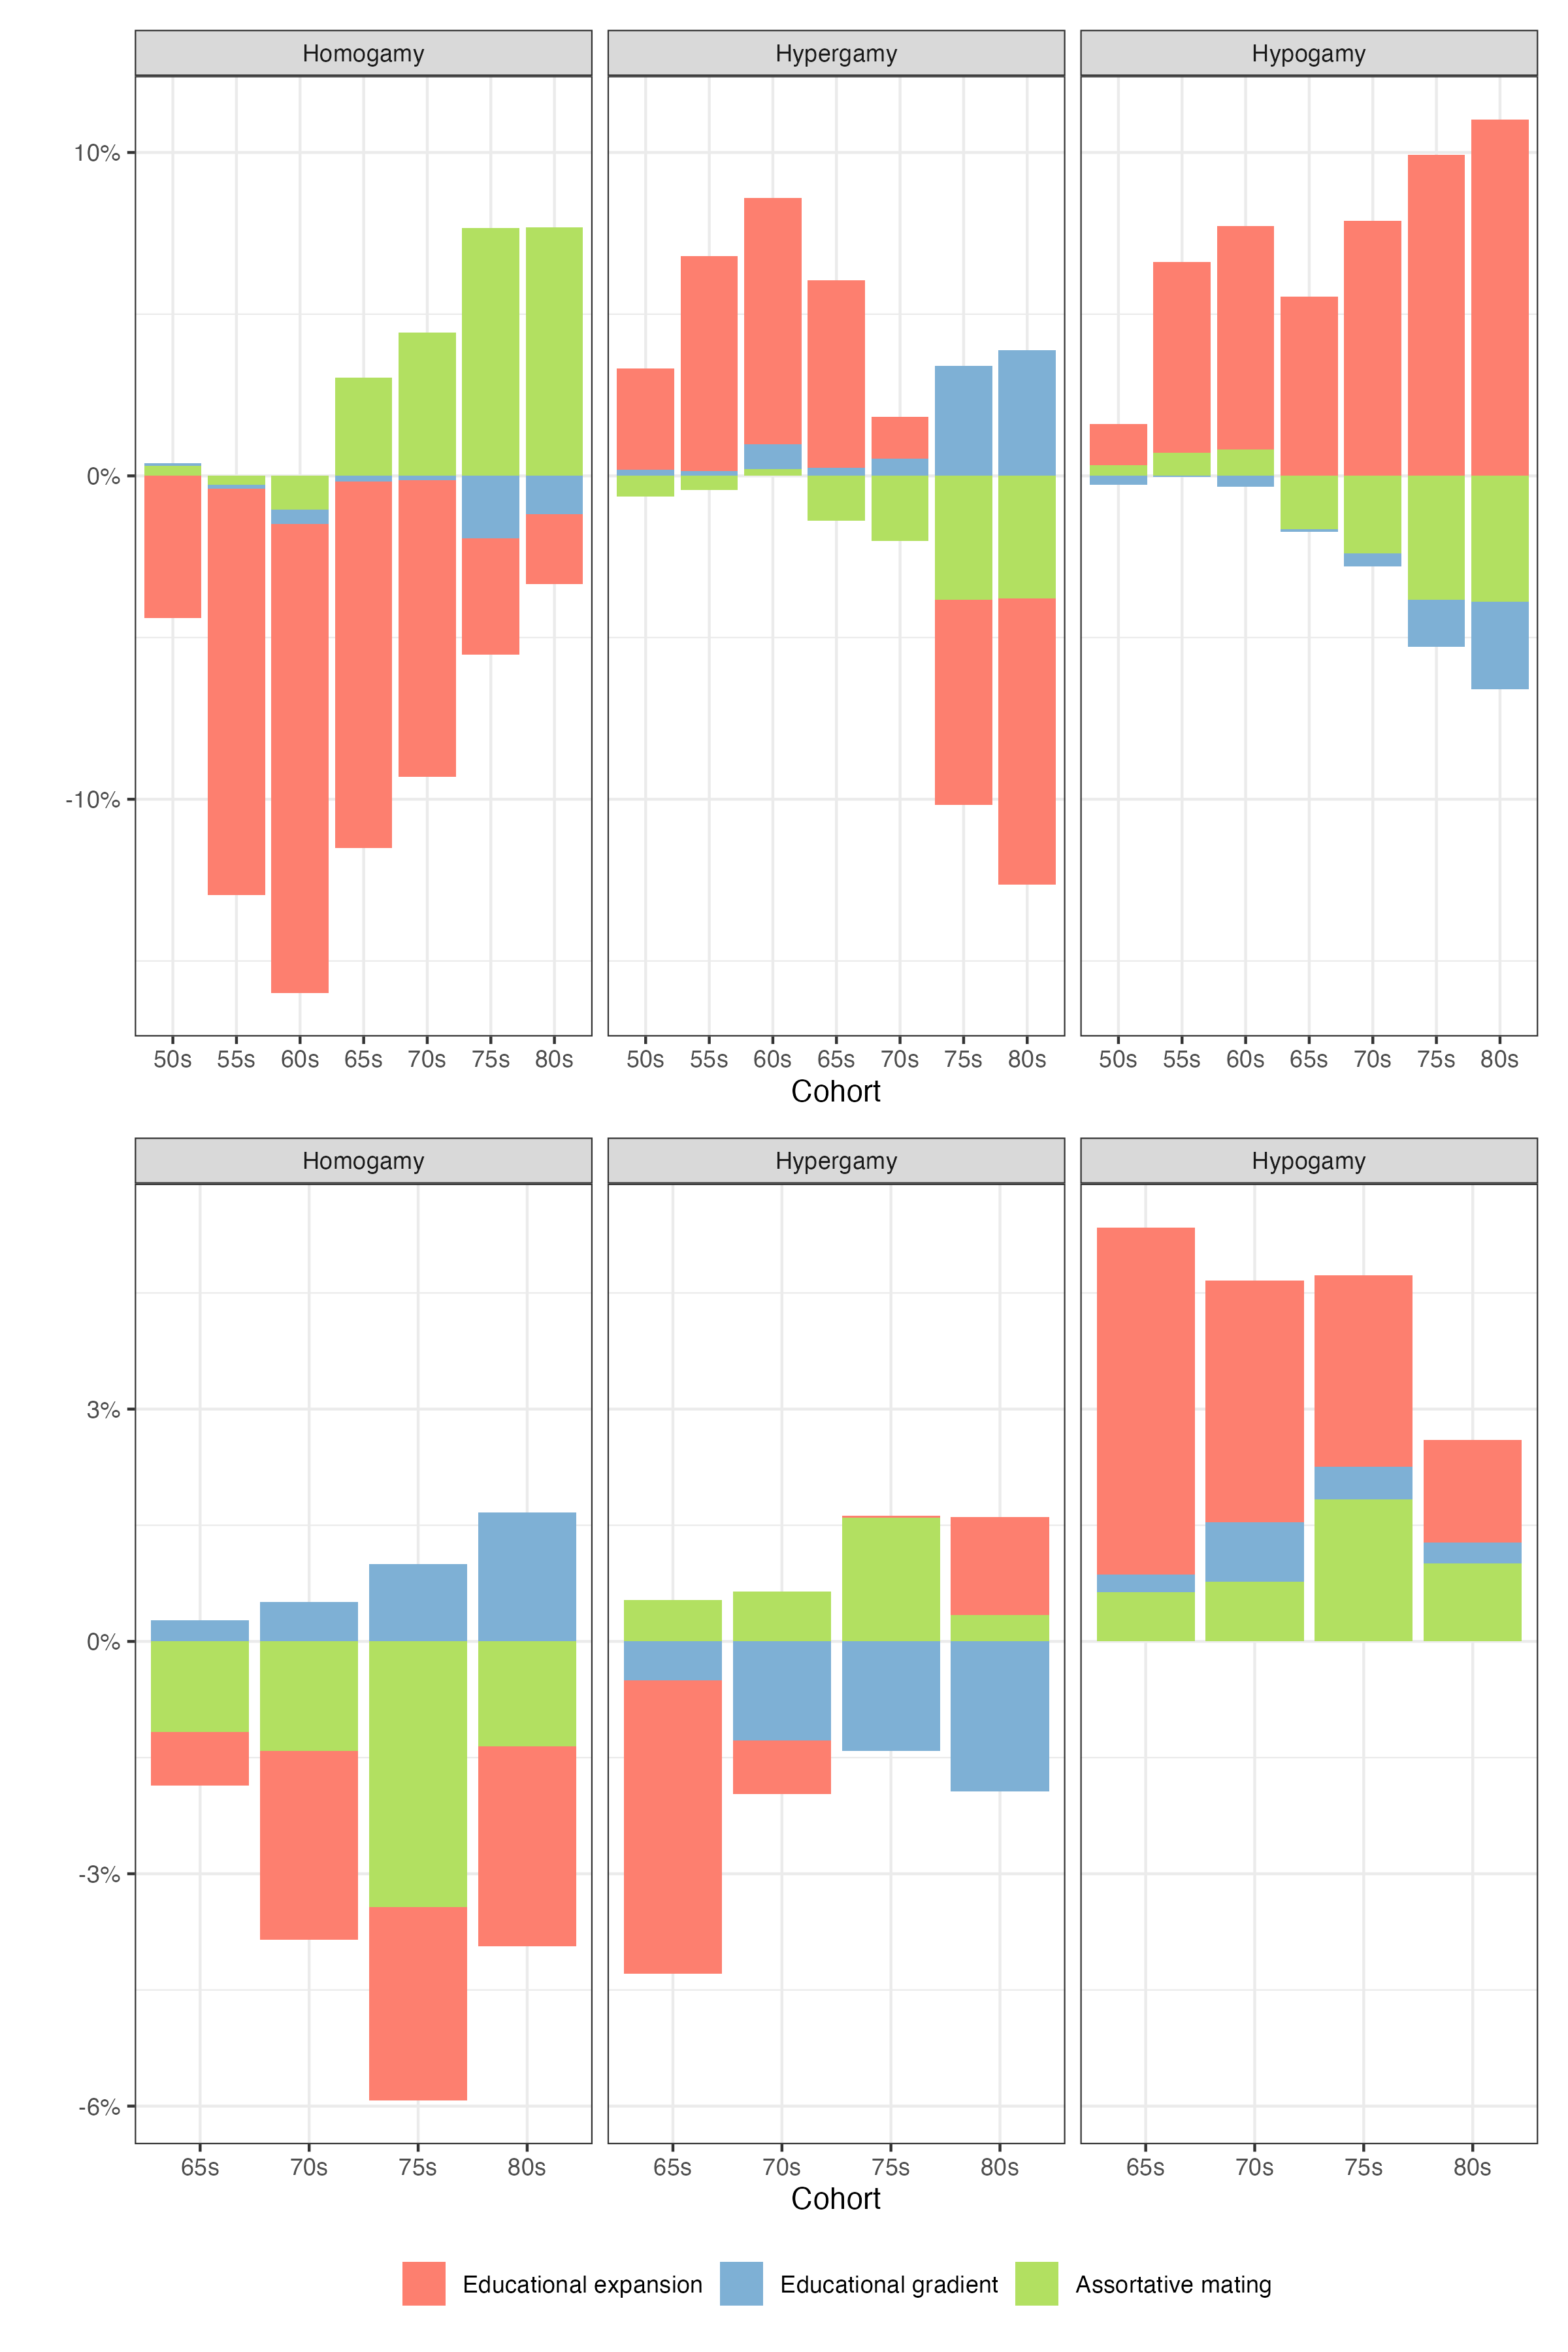 Homogamy Hypergamy Hypogamy
10%
0%
-10%
50s 55s 60s 65s 70s 75s 80s 50s 55s 60s 65s 70s 75s 80s 50s 55s 60s 65s 70s 75s 80s
Cohort
Homogamy Hypergamy Hypogamy
3%
0%
-3%
-6%
65s 70s 75s 80s 65s 70s 75s 80s 65s 70s 75s 80s
Cohort
Educational expansion Educational gradient Assortative mating